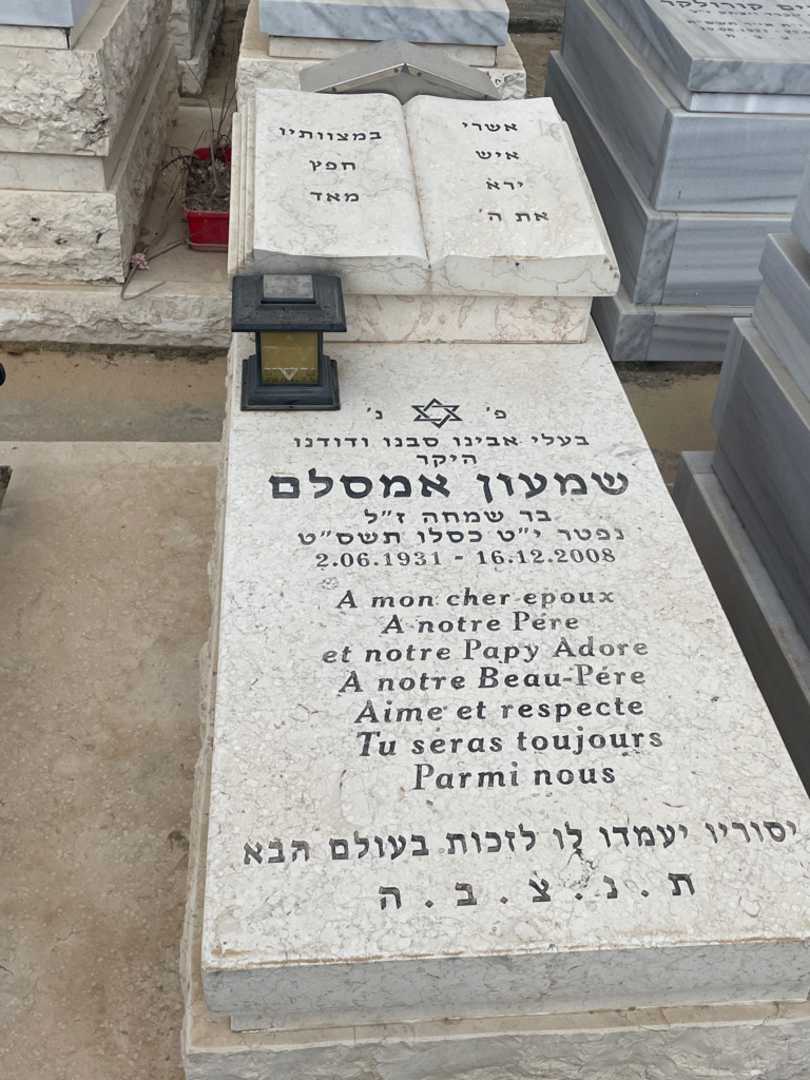 אשרי
איש
ירא
את ה'
במצוותיו
חפץ
מאד
פ' נ'
בעלי אבינו סבנו ודודנו
היקר
שמעון אמסלם
בר שמחה ז"ל
נפטר י"ט כסלו תשס"ט
2.06.1931 - 16.12.2008
A mon cher epoux
A notre Pére
et notre Papy Adore
A notre Beau-Pére
Aime et respecte
Tu seras toujours
Parmi nous
יסוריו יעמדו לו לזכות בעולם הבא
ת . נ . צ . ב . ה